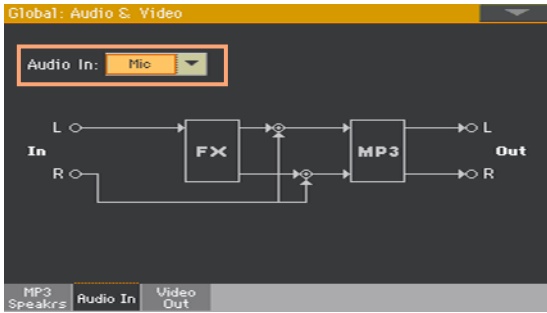 Global: Audio & Video
Audio In: Mic
L
In
R
FX
MP3
L
Out
R
MP3 Speakrs
Audio In
Video Out